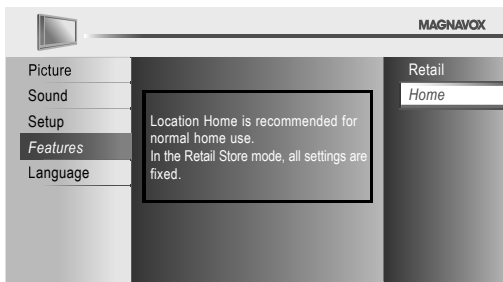 MAGNAVOX
Picture
Sound
Setup
Features
Language
Location Home is recommended for
normal home use.
In the Retail Store mode, all settings are
fixed.
Retail
Home